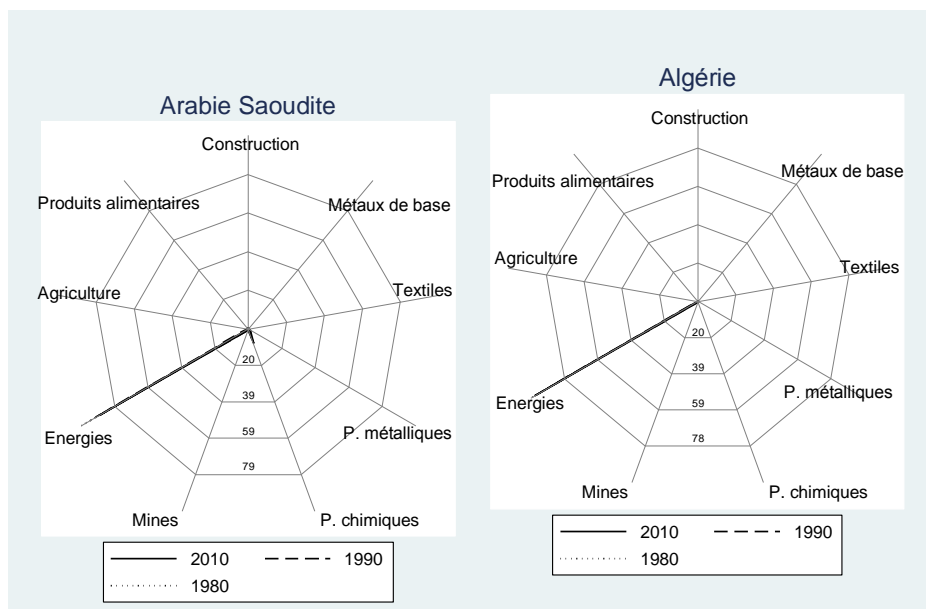 Arabie Saoudite
Construction
Produits alimentaires
Métaux de base
Agriculture
Textiles
20
39
Energies
P. métalliques
59
79
Mines
P. chimiques
2010
1990
1980
Algérie
Construction
Produits alimentaires
Métaux de base
Agriculture
Textiles
20
39
Energies
P. métalliques
59
78
Mines
P. chimiques
2010
1990
1980